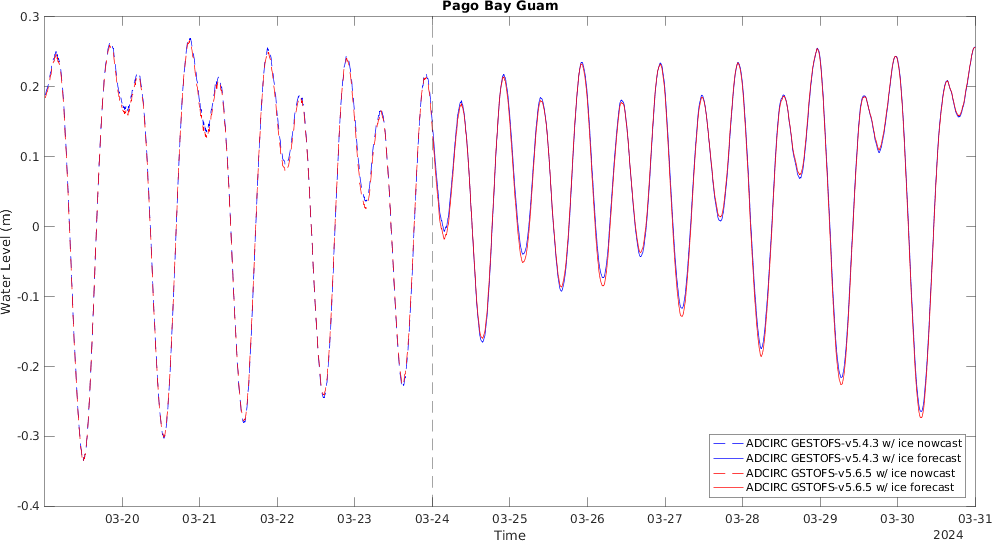 Pago Bay Guam
0.3
0.2
0.1
0
-0.1
-0.2
-0.3
-0.4
Water Level (m)
ADCIRC GESTOFS-v5.4.3 w/ ice nowcast
ADCIRC GESTOFS-v5.4.3 w/ ice forecast
ADCIRC GSTOFS-v5.6.5 w/ ice nowcast
ADCIRC GSTOFS-v5.6.5 w/ ice forecast
03-20 03-21 03-22 03-23 03-24 03-25 03-26 03-27 03-28 03-29 03-30 03-31
Time
2024